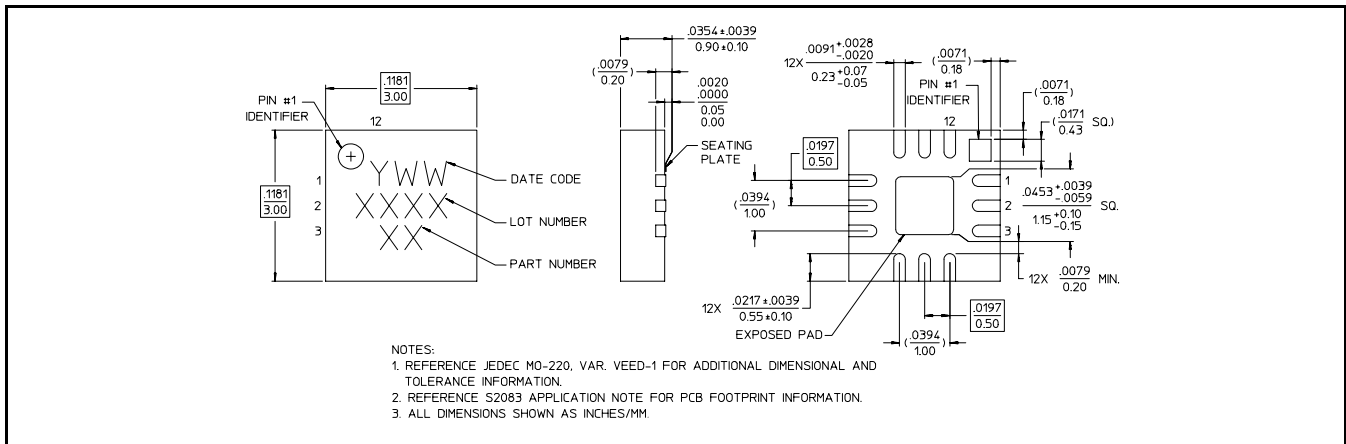 .1181
3.00
PIN #1
IDENTIFIER
12
.1181
3.00
1
2
3
YWW
XXXX
XX
DATE CODE
LOT NUMBER
PART NUMBER
.0354 ±.0039
0.90 ±0.10
(.0079
0.20)
.0020
.0000
0.05
0.00
SEATING
PLATE
12X .0091 +.0028
-.0020
0.23 +0.07
-0.05
(.0071
0.18)
PIN #1
IDENTIFIER
12
(.0071
0.18)
(.0171
0.43 SQ.)
.0197
0.50
(.0394
1.00)
1
2
3
.0453 +.0039
-.0059 SQ.
1.15 +0.10
-0.15
12X .0079
0.20 MIN.
12X .0217 ±.0039
0.55 ±0.10
EXPOSED PAD
(.0394
1.00)
.0197
0.50
NOTES:
1. REFERENCE JEDEC MO-220, VAR. VEED-1 FOR ADDITIONAL DIMENSIONAL AND
TOLERANCE INFORMATION.
2. REFERENCE S2083 APPLICATION NOTE FOR PCB FOOTPRINT INFORMATION.
3. ALL DIMENSIONS SHOWN AS INCHES/MM.